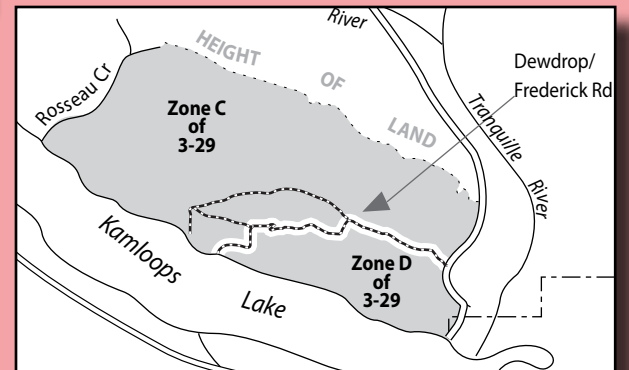 River
HEIGHT OF LAND
Dewdrop/
Frederick Rd
Rosseau Cr
Zone C
of
3-29
Tranquille River
Kamloops Lake
Zone D
of
3-29